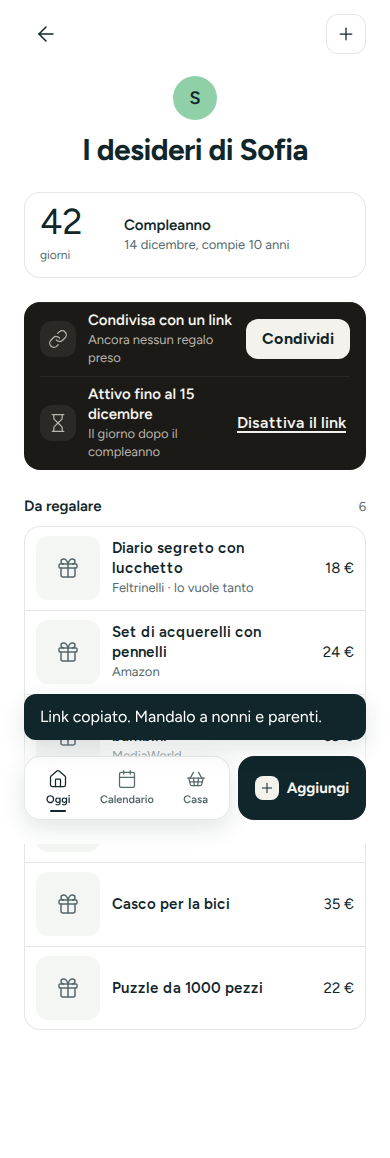 S
I desideri di Sofia
42
giorni
Compleanno
14 dicembre, compie 10 anni
Condivisa con un link
Ancora nessun regalo
preso
Condividi
Attivo fino al 15
dicembre
Il giorno dopo il
compleanno
Disattiva il link
Da regalare
6
Diario segreto con
lucchetto
Feltrinelli · lo vuole tanto
18 €
Set di acquerelli con
pennelli
Amazon
24 €
Link copiato. Mandalo a nonni e parenti.
bambini
MediaWorld
Oggi
Calendario
Casa
Aggiungi
Casco per la bici
35 €
Puzzle da 1000 pezzi
22 €